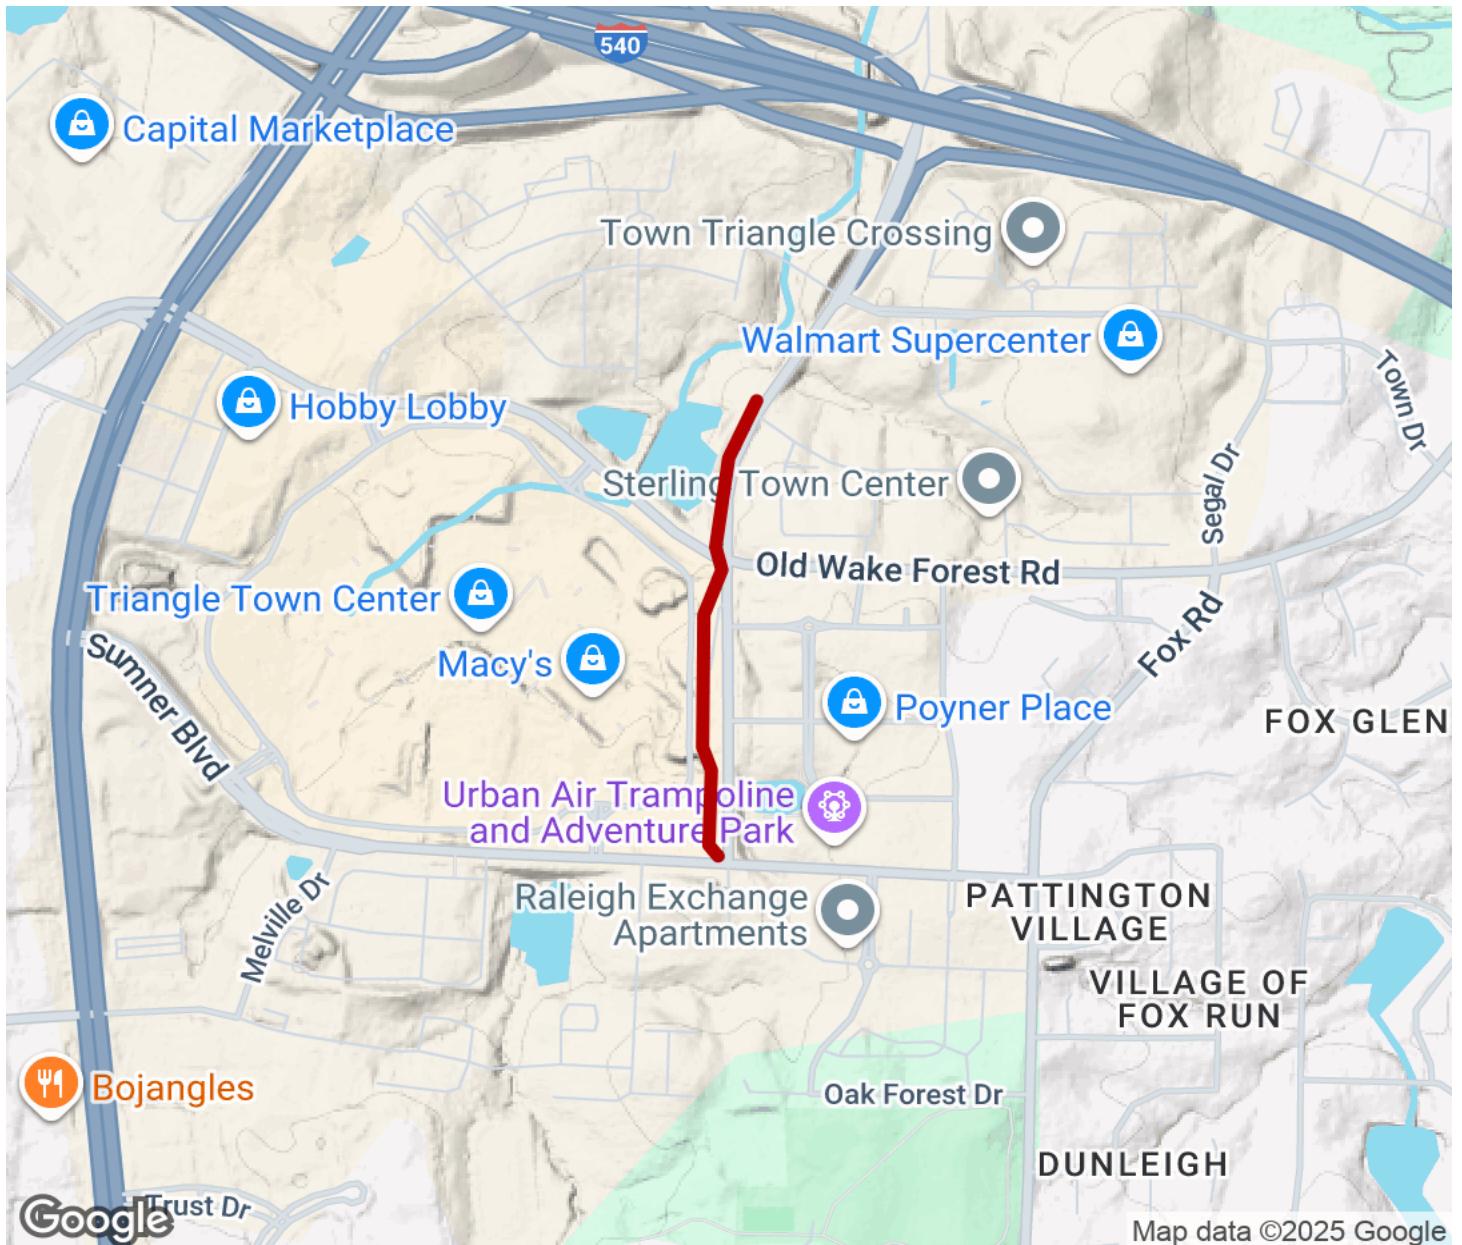 540
Capital Marketplace
Town Triangle Crossing
Walmart Supercenter
Town Dr
Hobby Lobby
Segal Dr
Sterling Town Center
Old Wake Forest Rd
Triangle Town Center
Fox Rd
Sumner Blvd
Macy's
Poyner Place
FOX GLEN
Urban Air Trampoline
and Adventure Park
Melville Dr
Raleigh Exchange
Apartments
PATTINGTON
VILLAGE
VILLAGE OF
FOX RUN
Bojangles
Oak Forest Dr
DUNLEIGH
Trust Dr
Google
Map data ©2025 Google